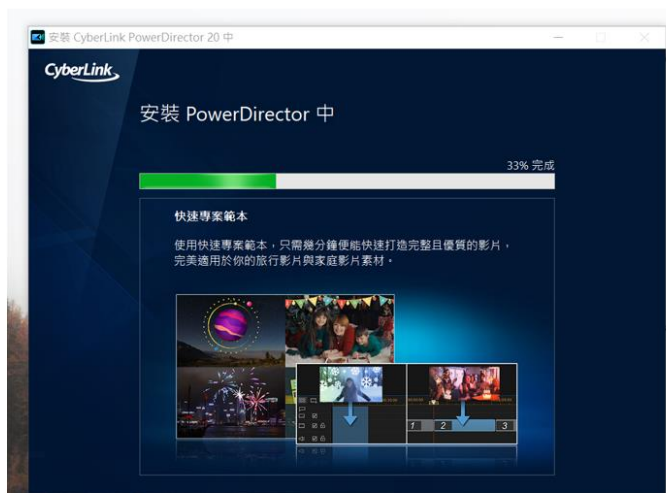 安裝 CyberLink PowerDirector 20 中
CyberLink
安裝 PowerDirector 中
33% 完成
快速專案範本
使用快速專案範本，只需幾分鐘便能快速打造完整且優質的影片，
完美適用於你的旅行影片與家庭影片素材。
1 2 3